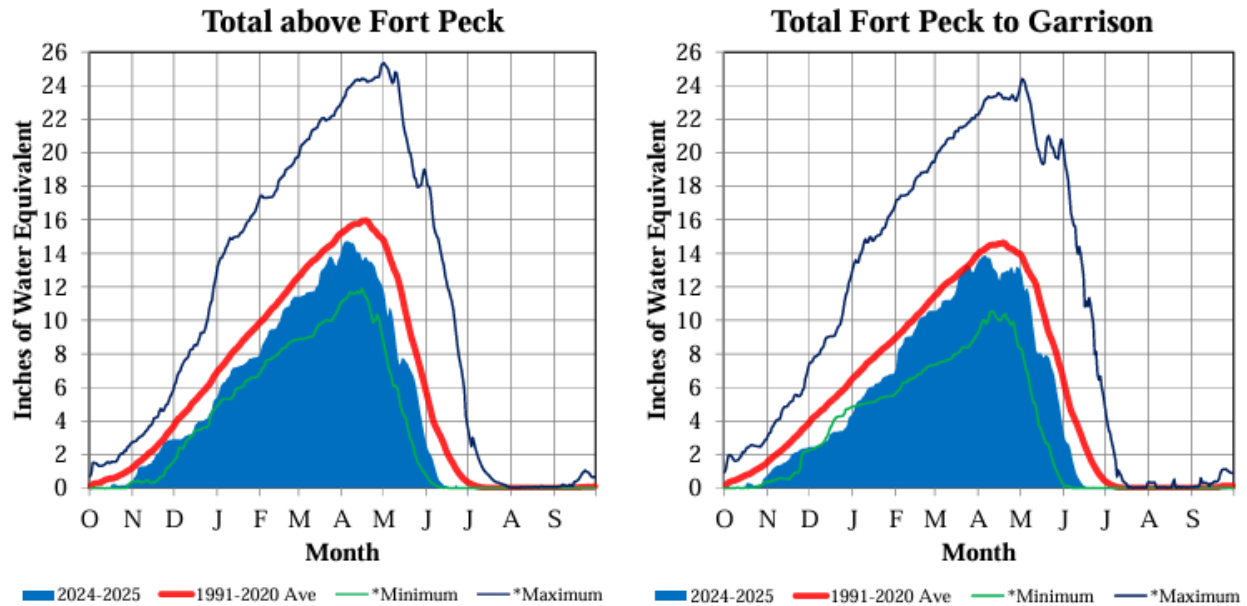 Total above Fort Peck
Inches of Water Equivalent
26
24
22
20
18
16
14
12
10
8
6
4
2
0
O N D J F M A M J J A S
Month
2024-2025 1991-2020 Ave *Minimum *Maximum
Total Fort Peck to Garrison
Inches of Water Equivalent
26
24
22
20
18
16
14
12
10
8
6
4
2
0
O N D J F M A M J J A S
Month
2024-2025 1991-2020 Ave *Minimum *Maximum